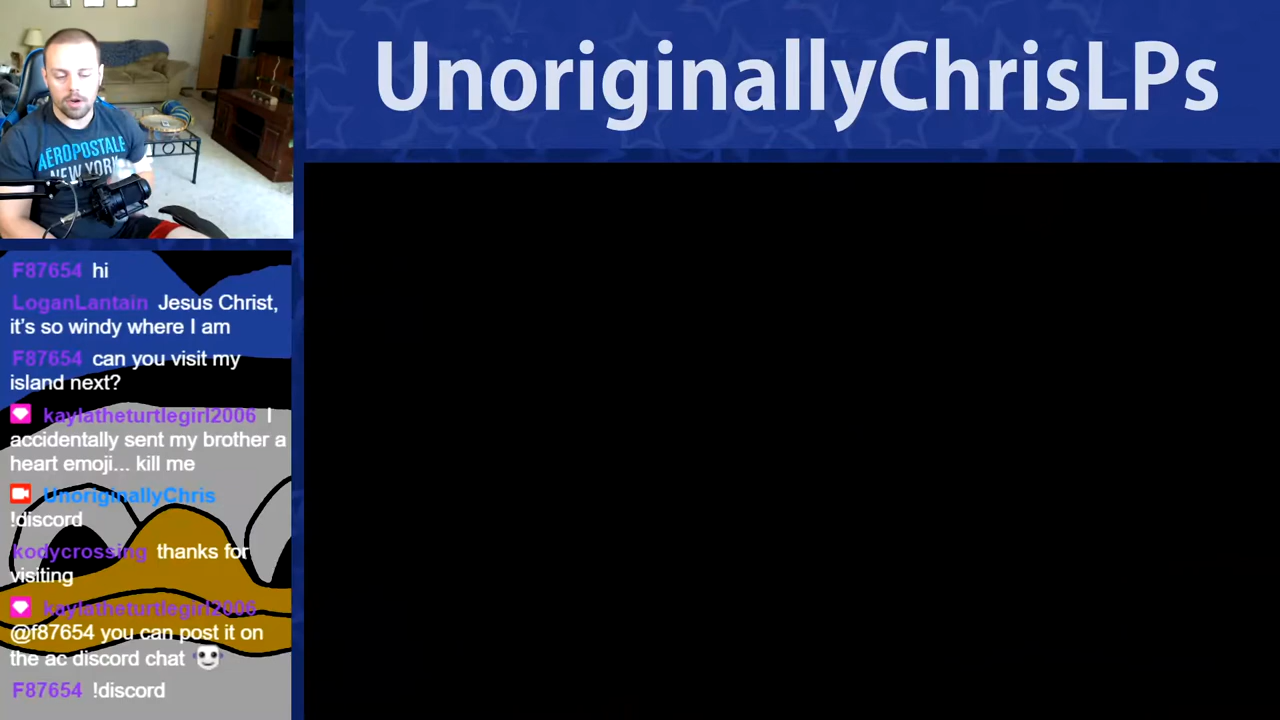 UnoriginallyChrisLPs
AÉROPOSTALE
NEW YORK
F87654 hi
LoganLantain Jesus Christ,
it's so windy where I am
F87654 can you visit my
island next?
kaylatheturtlegirl2006 I
accidentally sent my brother a
heart emoji... kill me
UnoriginallyChris
!discord
kodycrossing thanks for
visiting
kaylatheturtlegirl2006
@f87654 you can post it on
the ac discord chat
F87654 !discord